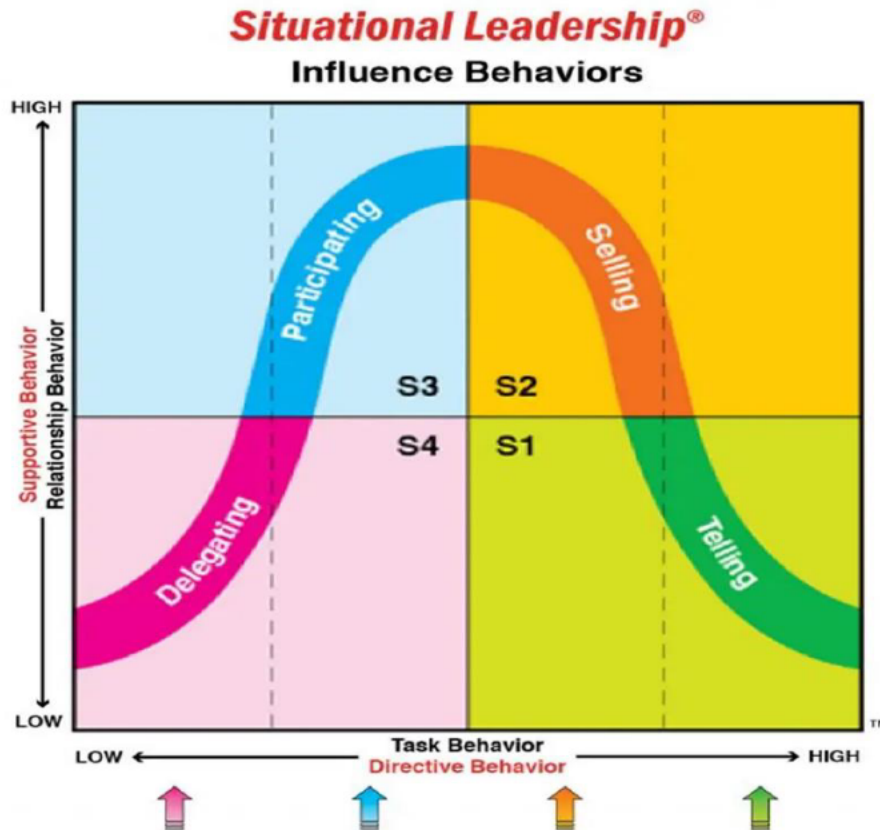 Situational Leadership®
Influence Behaviors
HIGH
Supportive Behavior
Relationship Behavior
LOW
Participating
Selling
S3
S2
S4
S1
Delegating
Telling
TM
LOW
Task Behavior
Directive Behavior
HIGH